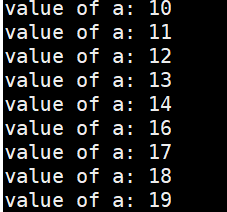 value of a: 10
value of a: 11
value of a: 12
value of a: 13
value of a: 14
value of a: 16
value of a: 17
value of a: 18
value of a: 19